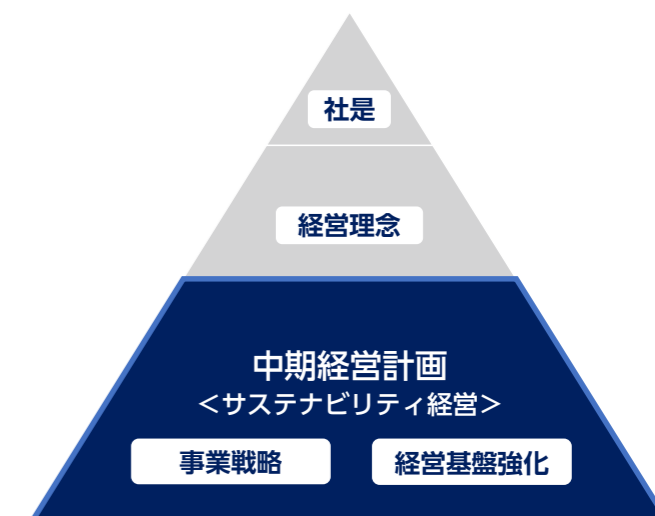 社是
経営理念
中期経営計画
＜サステナビリティ経営＞
事業戦略
経営基盤強化